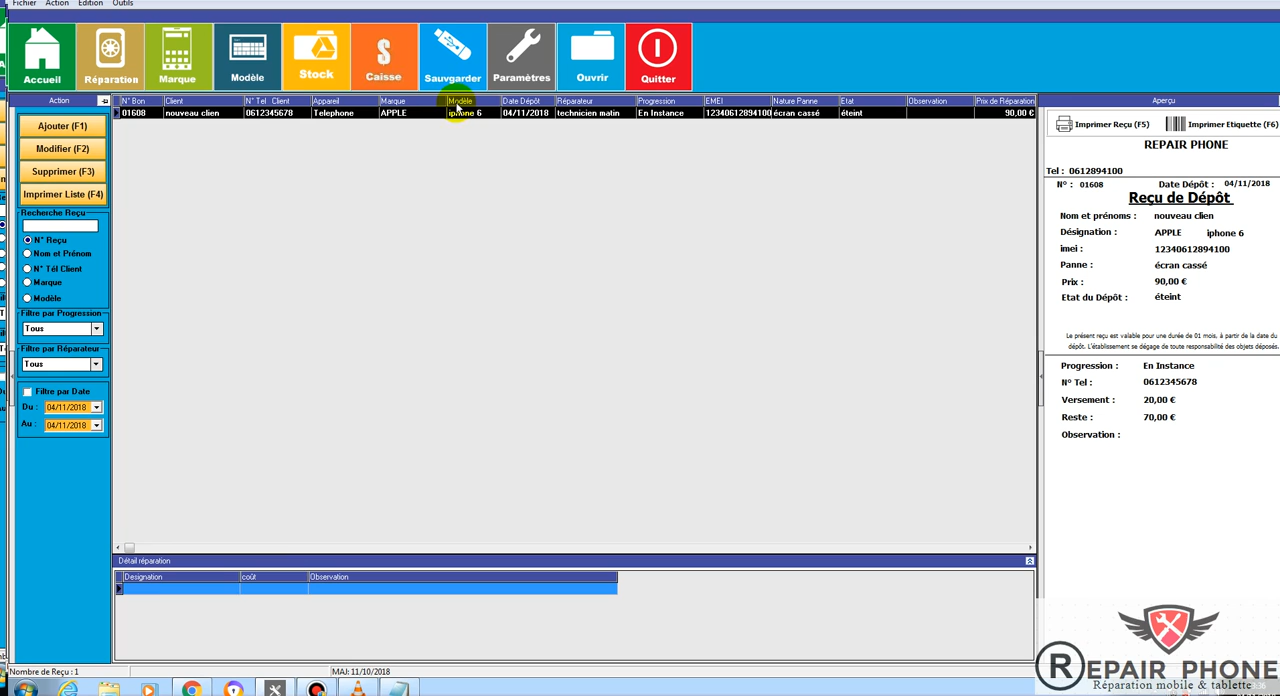 Fichier Action Edition Outils
Accueil Réparation Marque Modèle Stock Caisse Sauvgarder Paramètres Ouvrir Quitter
Action
Ajouter (F1)
Modifier (F2)
Supprimer (F3)
Imprimer Liste (F4)
Recherche Reçu
N° Reçu
Nom et Prénom
N° Tél Client
Marque
Modèle
Filtre par Progression
Tous
Filtre par Réparateur
Tous
Filtre par Date
Du : 04/11/2018
Au : 04/11/2018
N° Bon Client N° Tel Client Appareil Marque Modèle Date Dépôt Réparateur Progression EMEI Nature Panne Etat Observation Prix de Réparation
01608 nouveau clien 0612345678 Telephone APPLE iphone 6 04/11/2018 technicien matin En Instance 12340612894100 écran cassé éteint 90,00 €
Détail réparation
Designation coût Observation
Aperçu
Imprimer Reçu (F5) Imprimer Etiquette (F6)
REPAIR PHONE
Tel : 0612894100
N° : 01608 Date Dépôt : 04/11/2018
Reçu de Dépôt
Nom et prénoms : nouveau clien
Désignation : APPLE iphone 6
imei : 12340612894100
Panne : écran cassé
Prix : 90,00 €
Etat du Dépôt : éteint
Le présent reçu est valable pour une durée de 01 mois, à partir de la date du
dépôt. L'établissement se dégage de toute responsabilité des objets déposés.
Progression : En Instance
N° Tel : 0612345678
Versement : 20,00 €
Reste : 70,00 €
Observation :
Nombre de Reçu : 1 MAJ: 11/10/2018
REPAIR PHONE
Réparation mobile & tablette